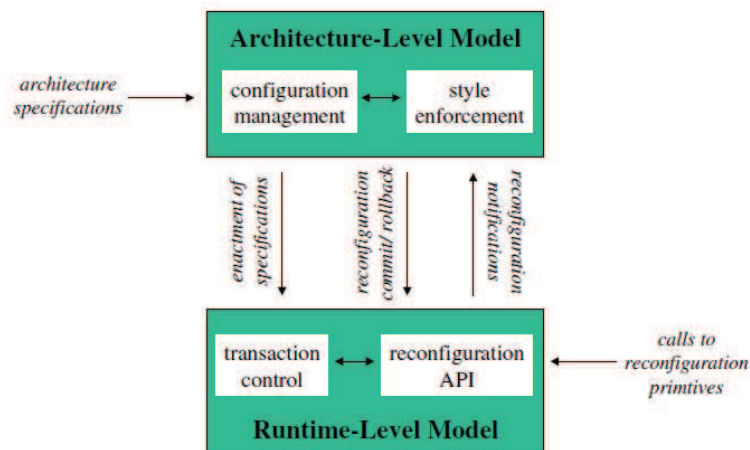 Architecture-Level Model
architecture
specifications
configuration
management
style
enforcement
enactment of
specifications
reconfiguration
commit/ rollback
reconfiguration
notifications
transaction
control
reconfiguration
API
calls to
reconfiguration
primtives
Runtime-Level Model